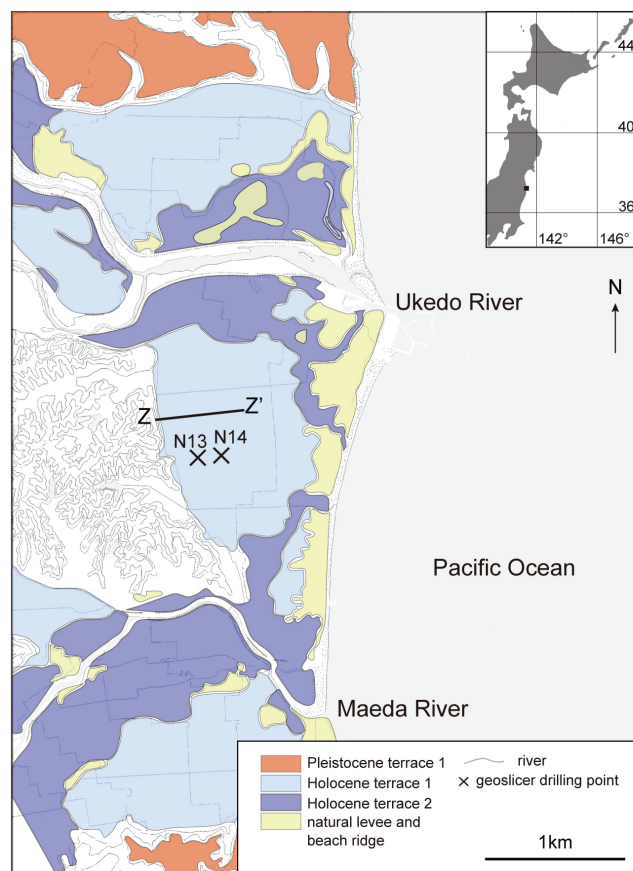 44
40
36
142°
146°
N
Ukedo River
Z
Z'
N13
N14
Pacific Ocean
Maeda River
Pleistocene terrace 1
Holocene terrace 1
Holocene terrace 2
natural levee and
beach ridge
river
geoslicer drilling point
1km